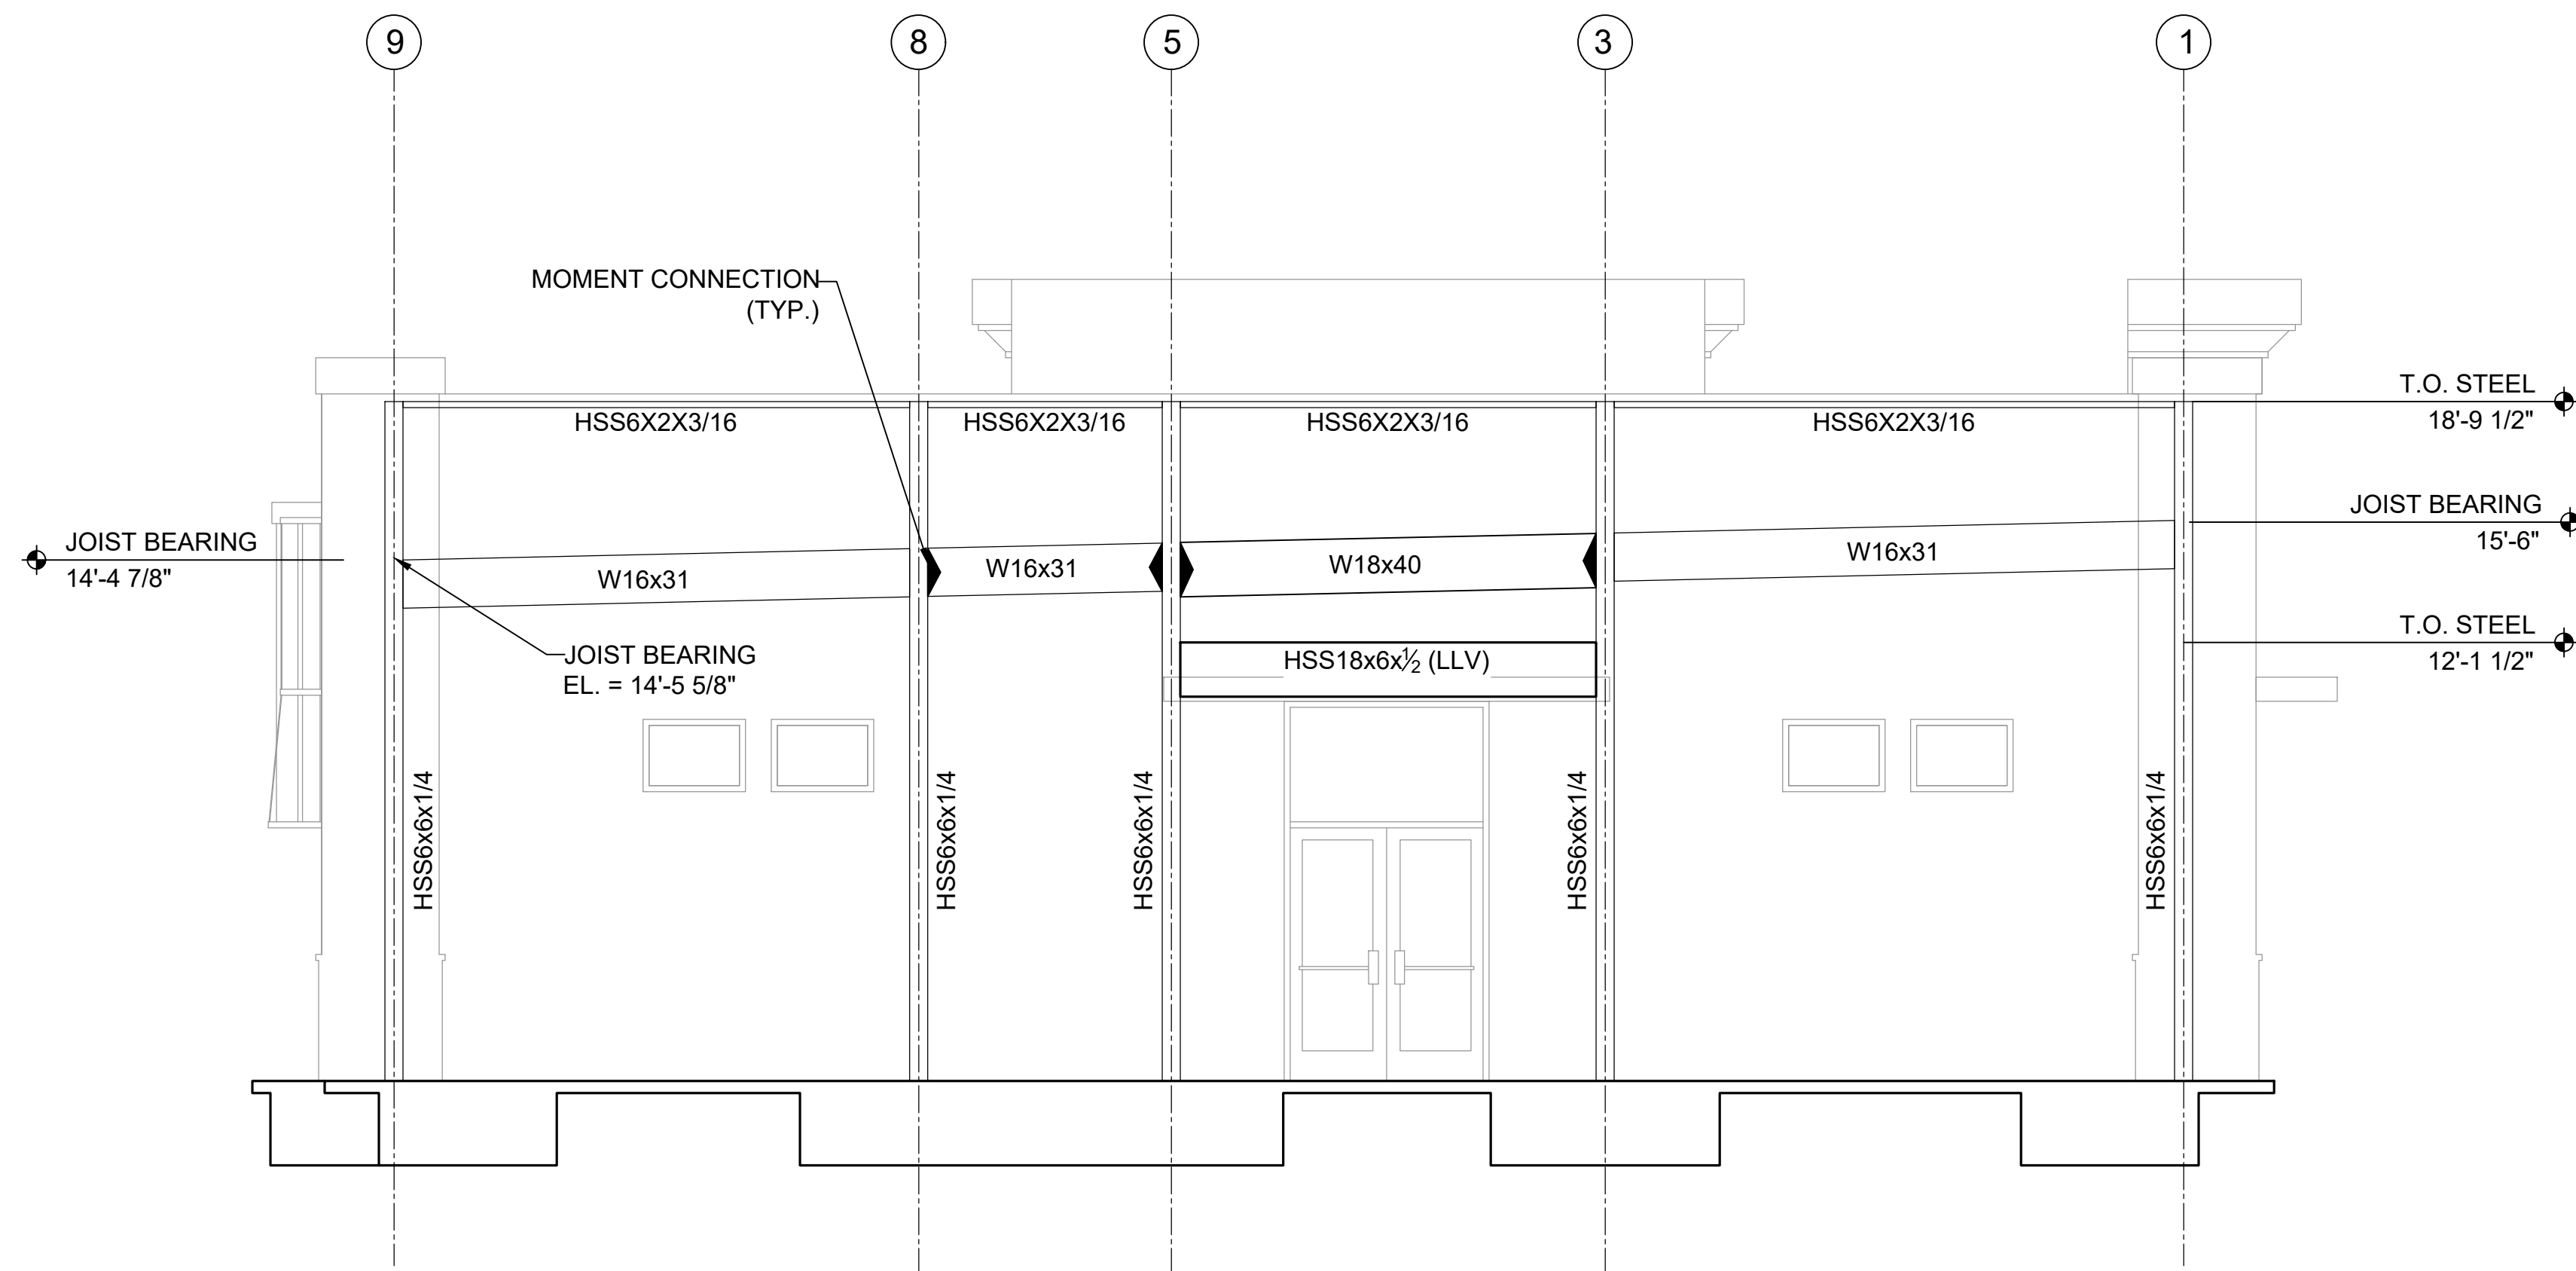 9
8
5
3
1
MOMENT CONNECTION
(TYP.)
T.O. STEEL
18'-9 1/2"
HSS6X2X3/16
HSS6X2X3/16
HSS6X2X3/16
HSS6X2X3/16
JOIST BEARING
15'-6"
JOIST BEARING
14'-4 7/8"
W16x31
W16x31
W18x40
W16x31
T.O. STEEL
12'-1 1/2"
JOIST BEARING
EL. = 14'-5 5/8"
HSS18x6x½ (LLV)
HSS6x6x1/4
HSS6x6x1/4
HSS6x6x1/4
HSS6x6x1/4
HSS6x6x1/4